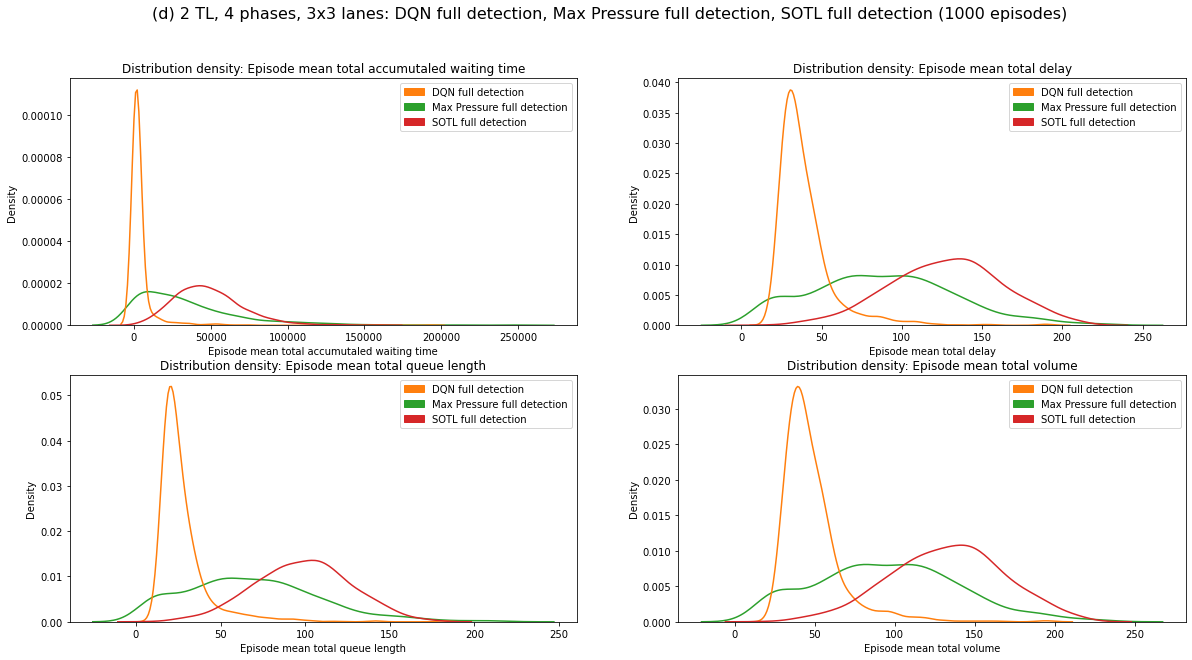 (d) 2 TL, 4 phases, 3x3 lanes: DQN full detection, Max Pressure full detection, SOTL full detection (1000 episodes)
Distribution density: Episode mean total accumutaled waiting time
DQN full detection
Max Pressure full detection
SOTL full detection
0.00010
0.00008
0.00006
0.00004
0.00002
0.00000
Density
0
50000
100000
150000
200000
250000
Episode mean total accumutaled waiting time
Distribution density: Episode mean total delay
DQN full detection
Max Pressure full detection
SOTL full detection
0.040
0.035
0.030
0.025
0.020
0.015
0.010
0.005
0.000
Density
0
50
100
150
200
250
Episode mean total delay
Distribution density: Episode mean total queue length
DQN full detection
Max Pressure full detection
SOTL full detection
0.05
0.04
0.03
0.02
0.01
0.00
Density
0
50
100
150
200
250
Episode mean total queue length
Distribution density: Episode mean total volume
DQN full detection
Max Pressure full detection
SOTL full detection
0.030
0.025
0.020
0.015
0.010
0.005
0.000
Density
0
50
100
150
200
250
Episode mean total volume